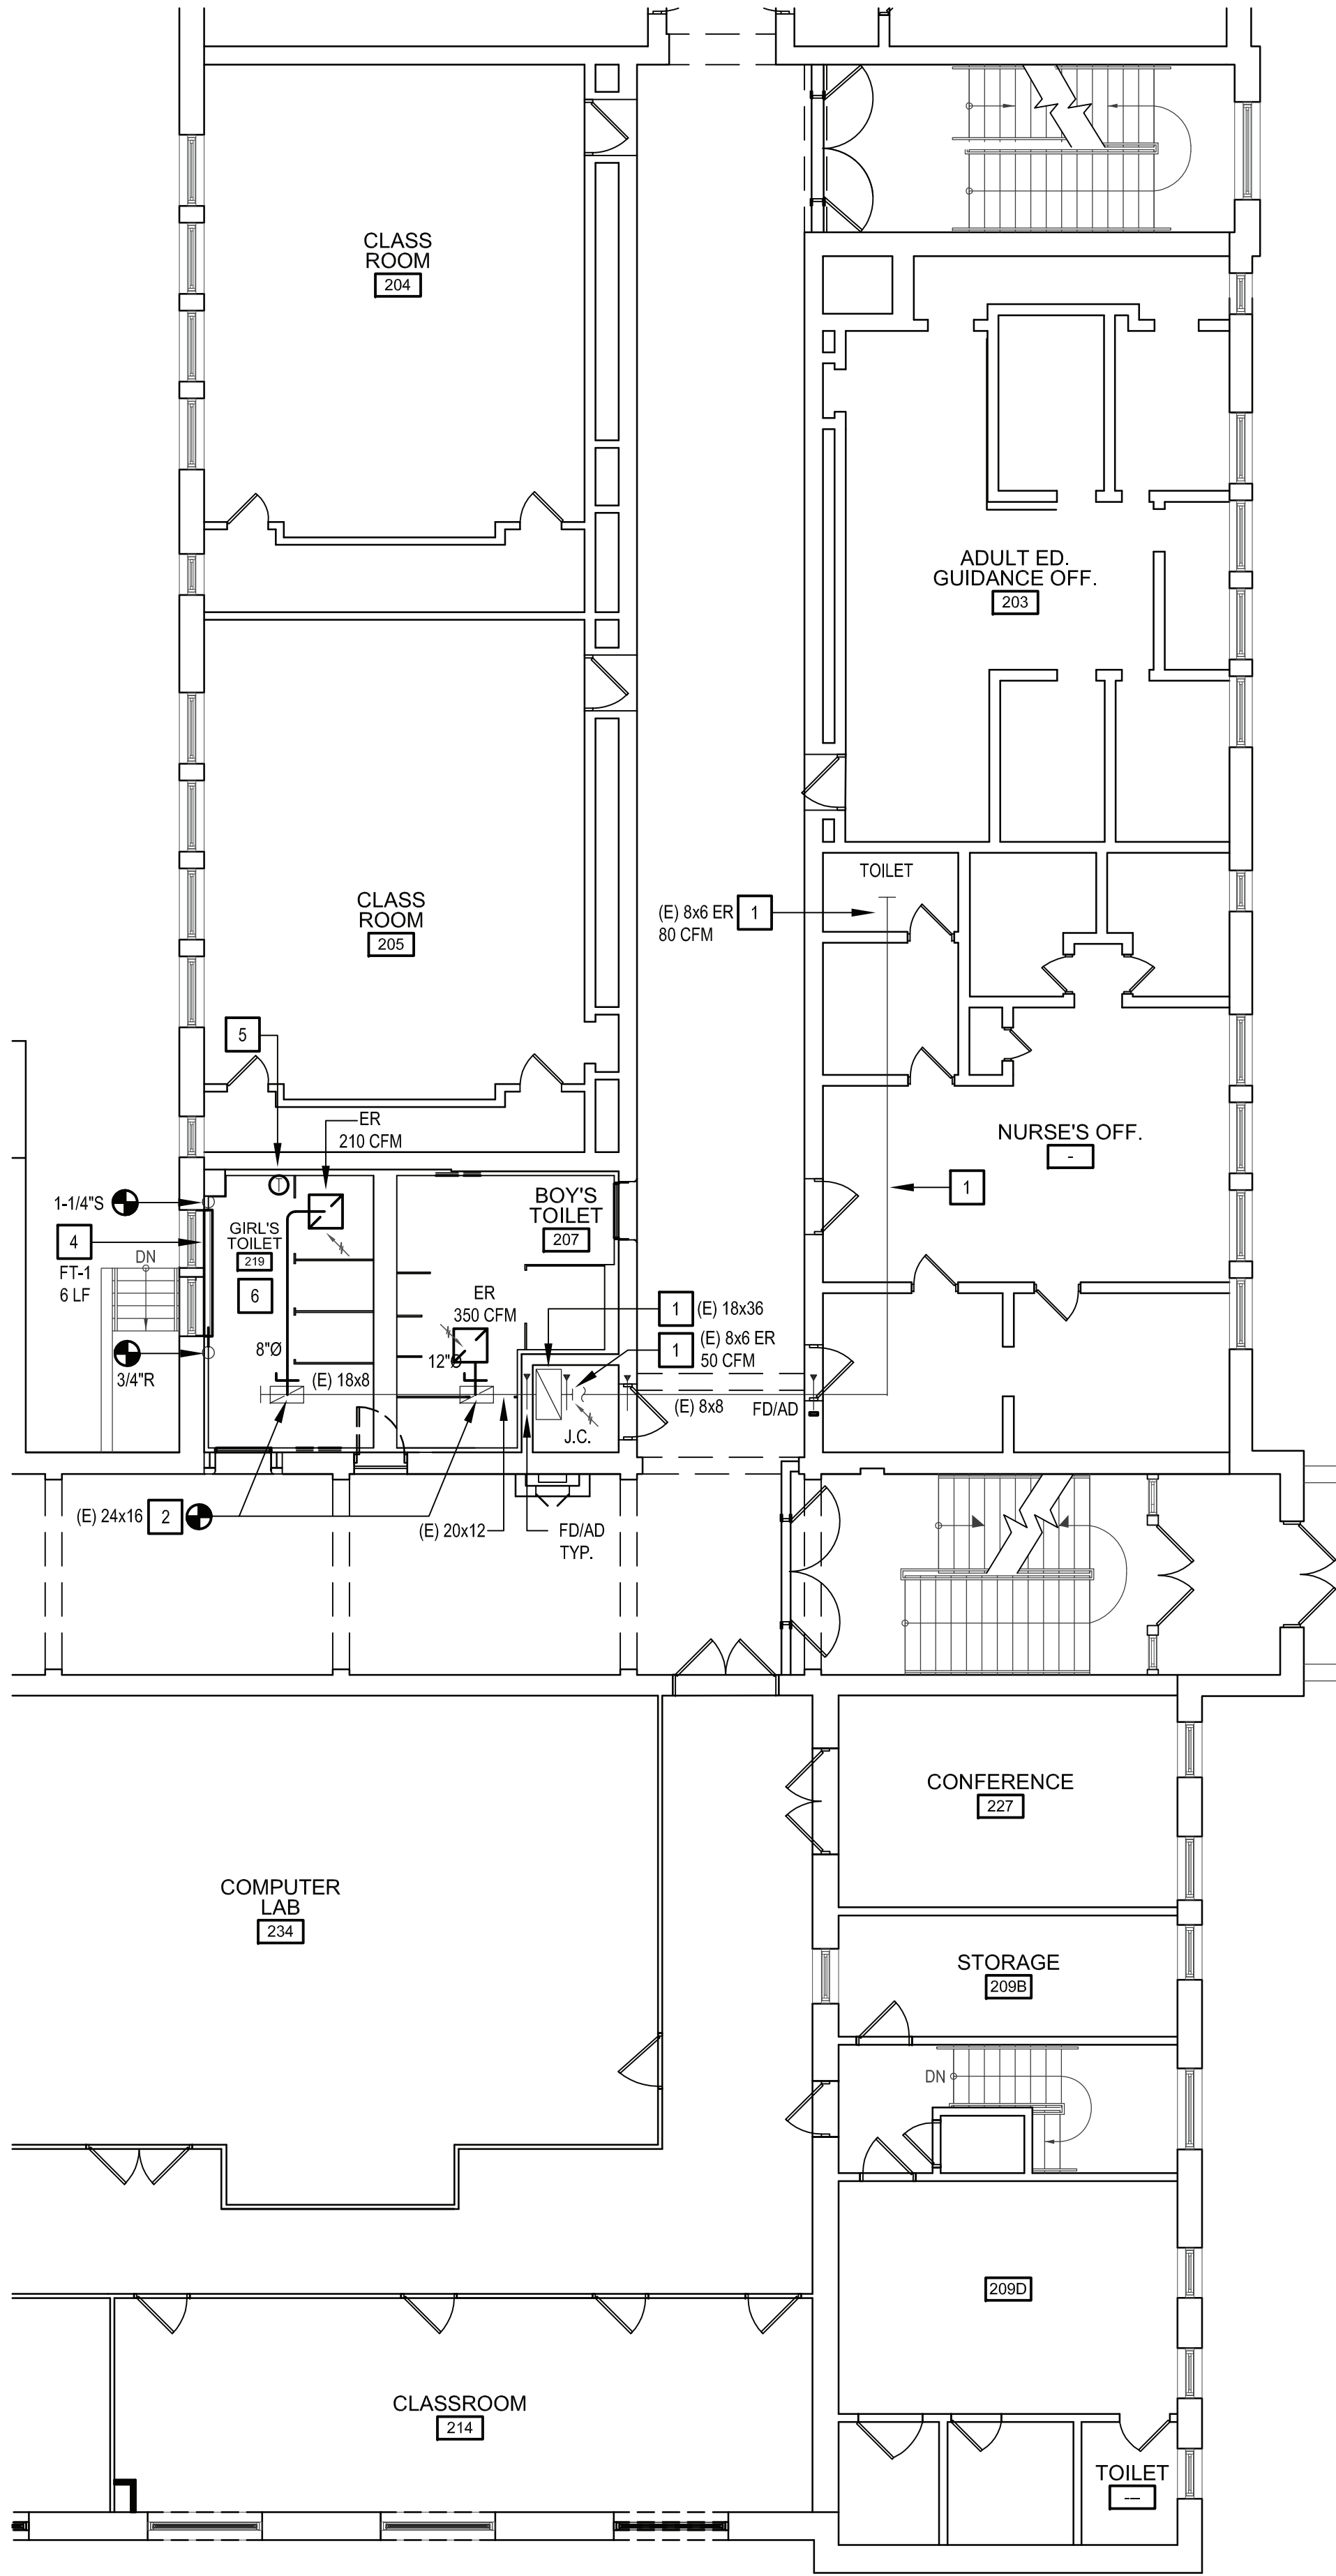 CLASS
ROOM
204
ADULT ED.
GUIDANCE OFF.
203
TOILET
(E) 8x6 ER
80 CFM
1
CLASS
ROOM
205
5
ER
210 CFM
NURSE'S OFF.
-
1
1-1/4"S
4
FT-1
6 LF
DN
3/4"R
GIRL'S
TOILET
219
6
8"Ø
BOY'S
TOILET
207
ER
350 CFM
12"Ø
(E) 18x8
1
(E) 18x36
1
(E) 8x6 ER
50 CFM
(E) 8x8
FD/AD
J.C.
(E) 24x16
2
(E) 20x12
FD/AD
TYP.
CONFERENCE
227
COMPUTER
LAB
234
STORAGE
209B
DN
209D
CLASSROOM
214
TOILET
---